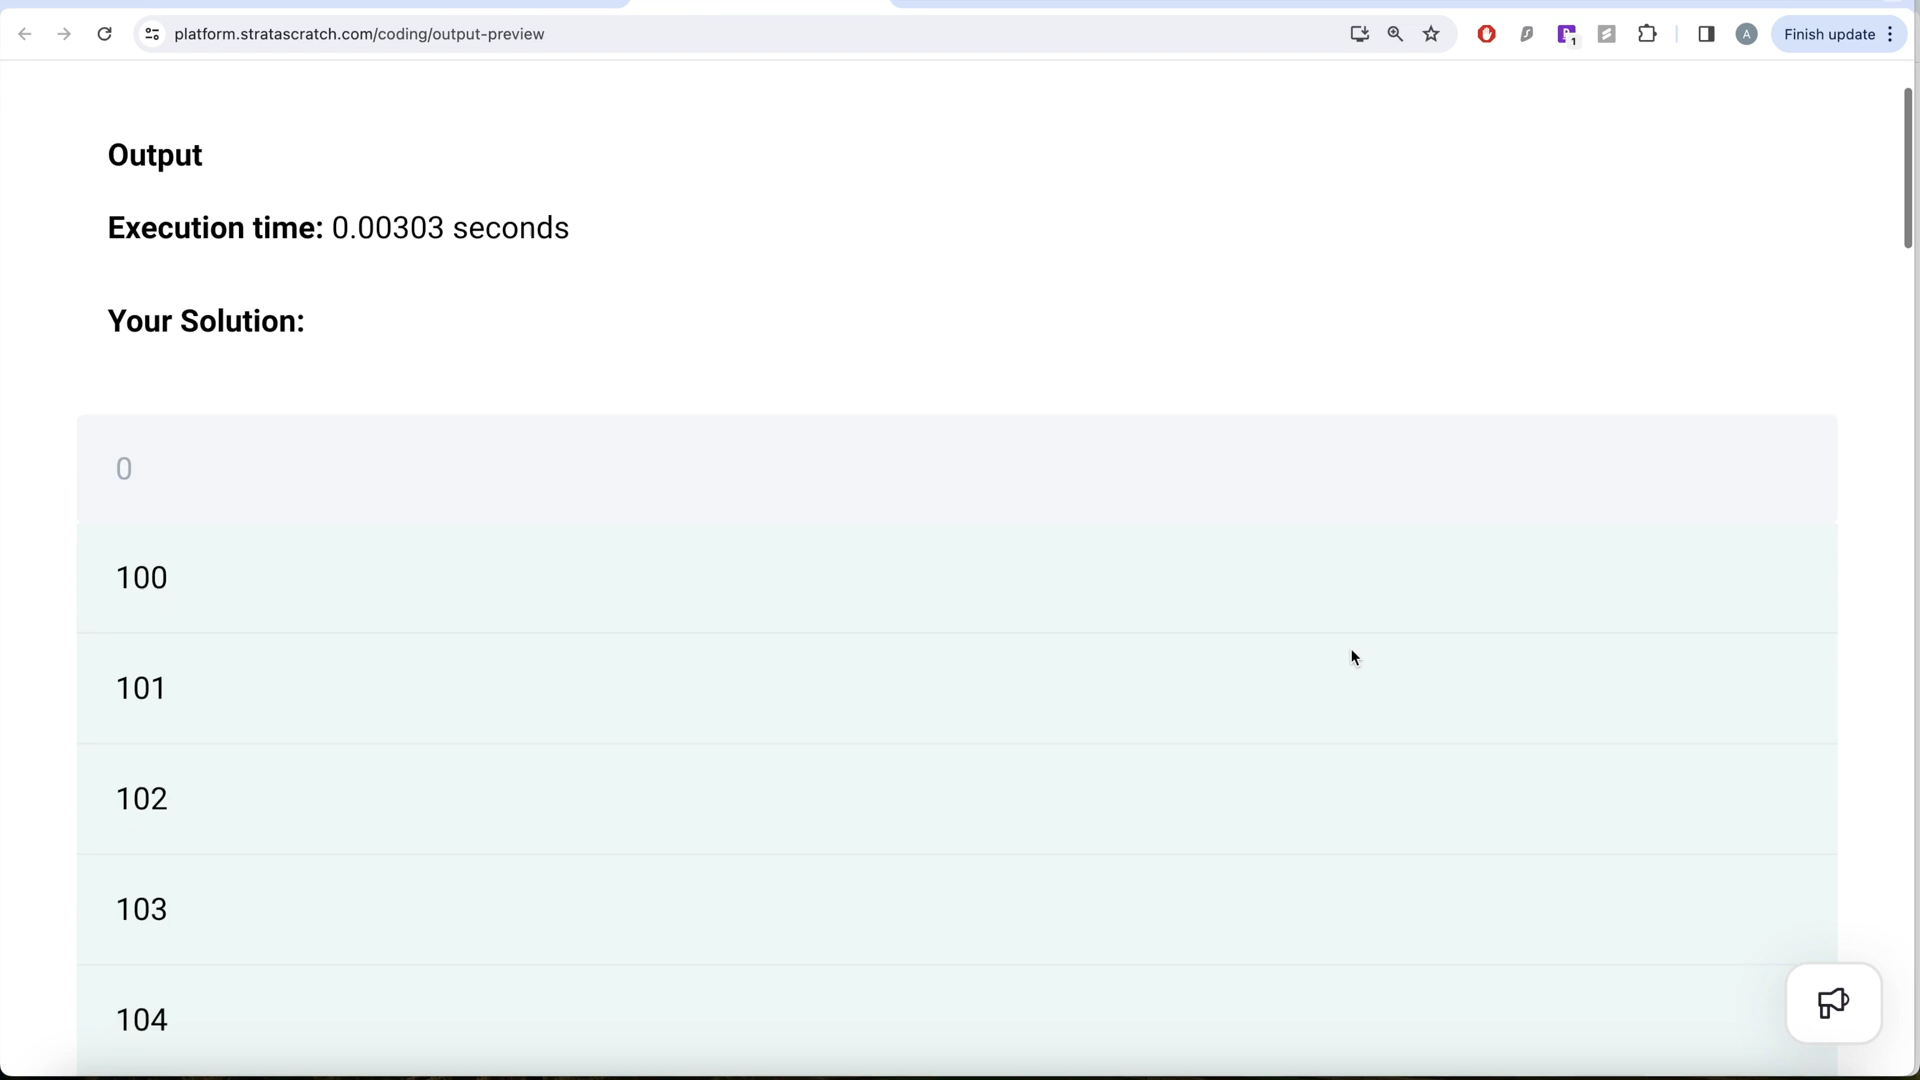 platform.stratascratch.com/coding/output-preview
1
A
Finish update
Output
Execution time: 0.00303 seconds
Your Solution:
0
100
101
102
103
104